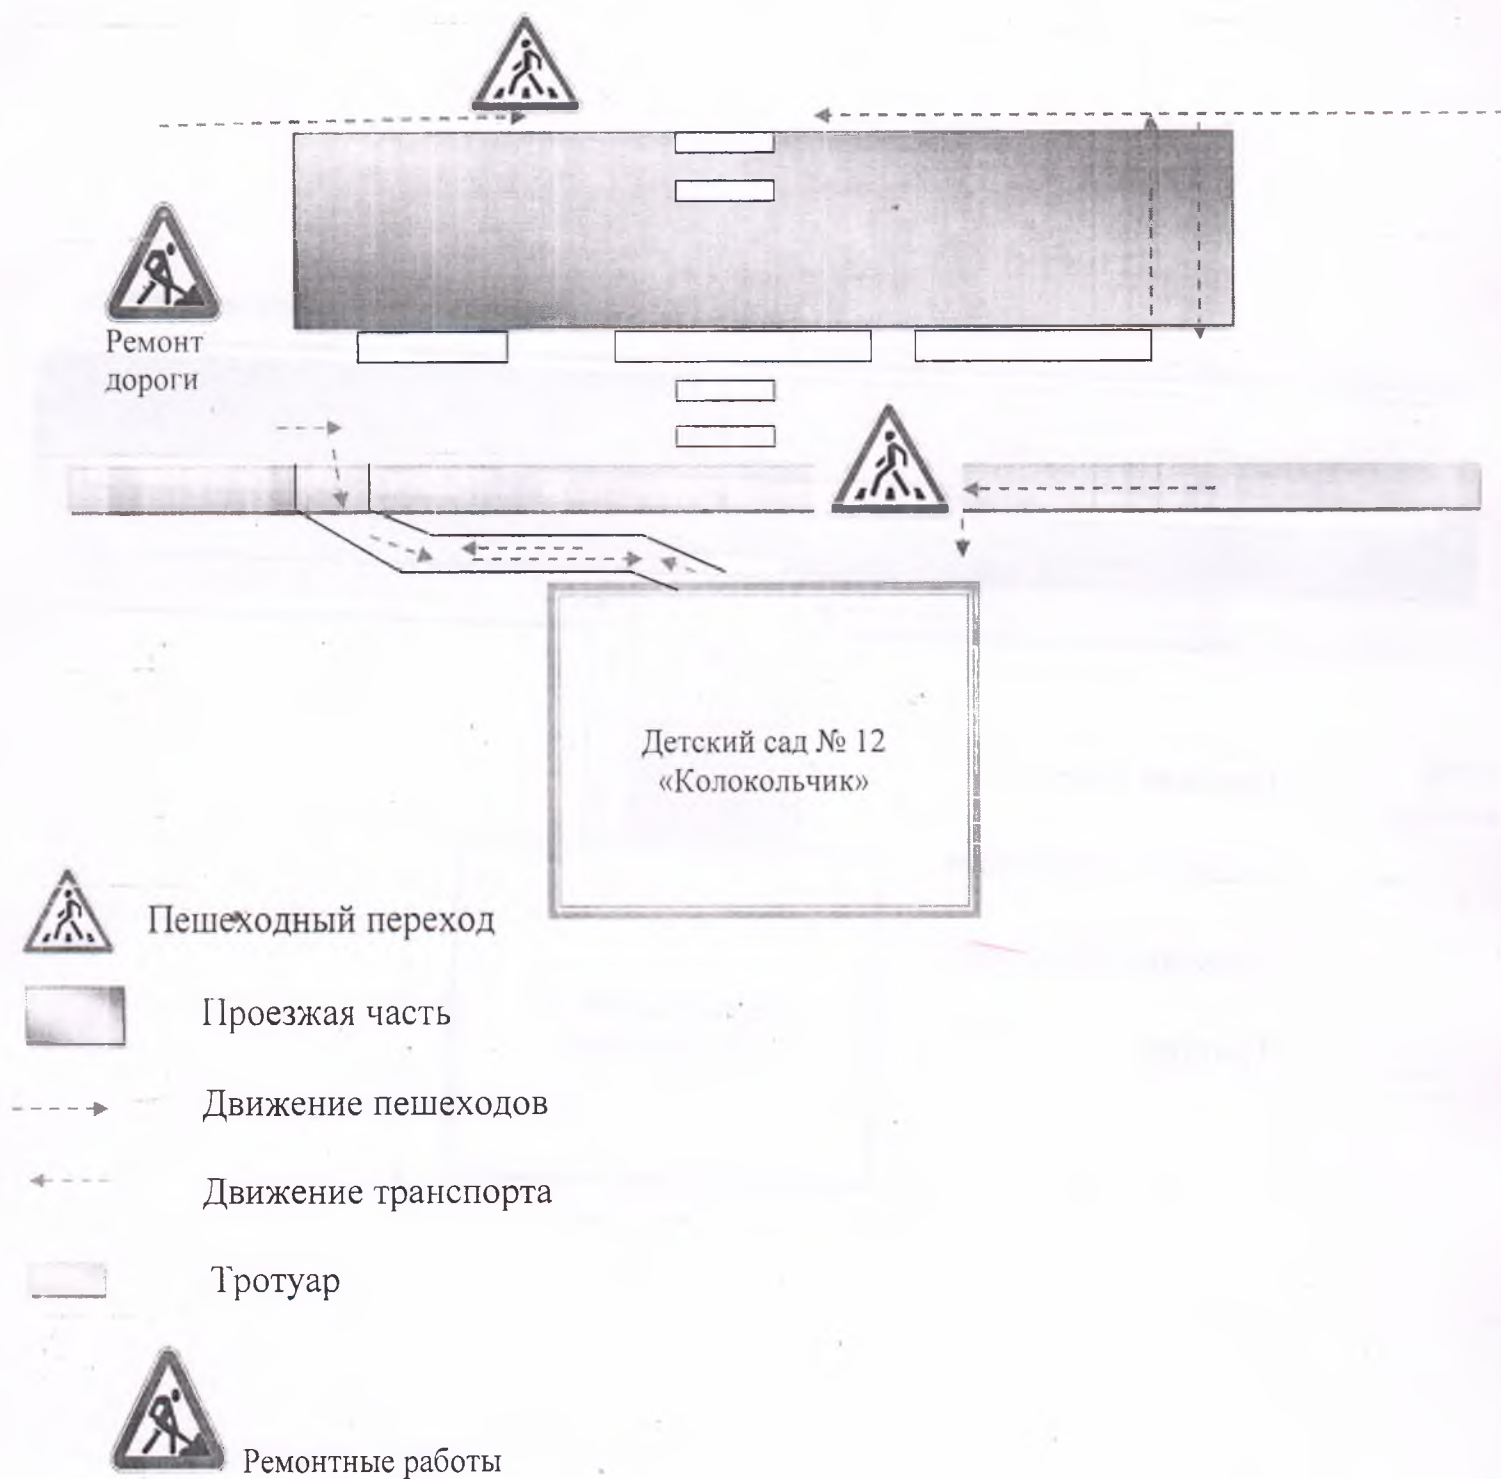 Ремонт
дороги
Детский сад № 12
«Колокольчик»
Пешеходный переход
Проезжая часть
Движение пешеходов
Движение транспорта
Тротуар
Ремонтные работы